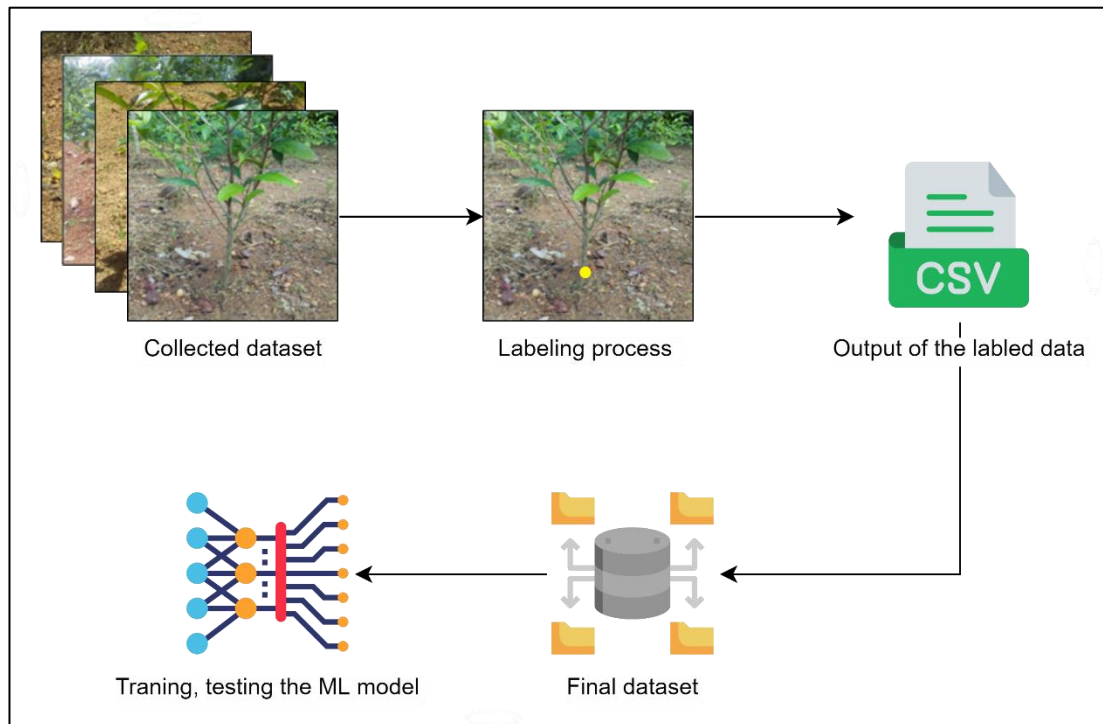 Collected dataset
Labeling process
CSV
Output of the labled data
Traning, testing the ML model
Final dataset